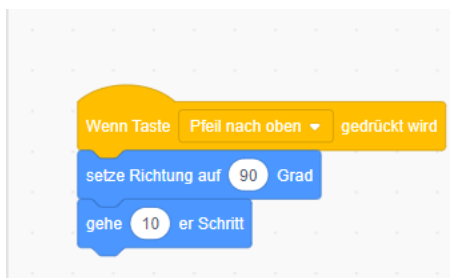 Wenn Taste Pfeil nach oben gedrückt wird
setze Richtung auf 90 Grad
gehe 10 er Schritt